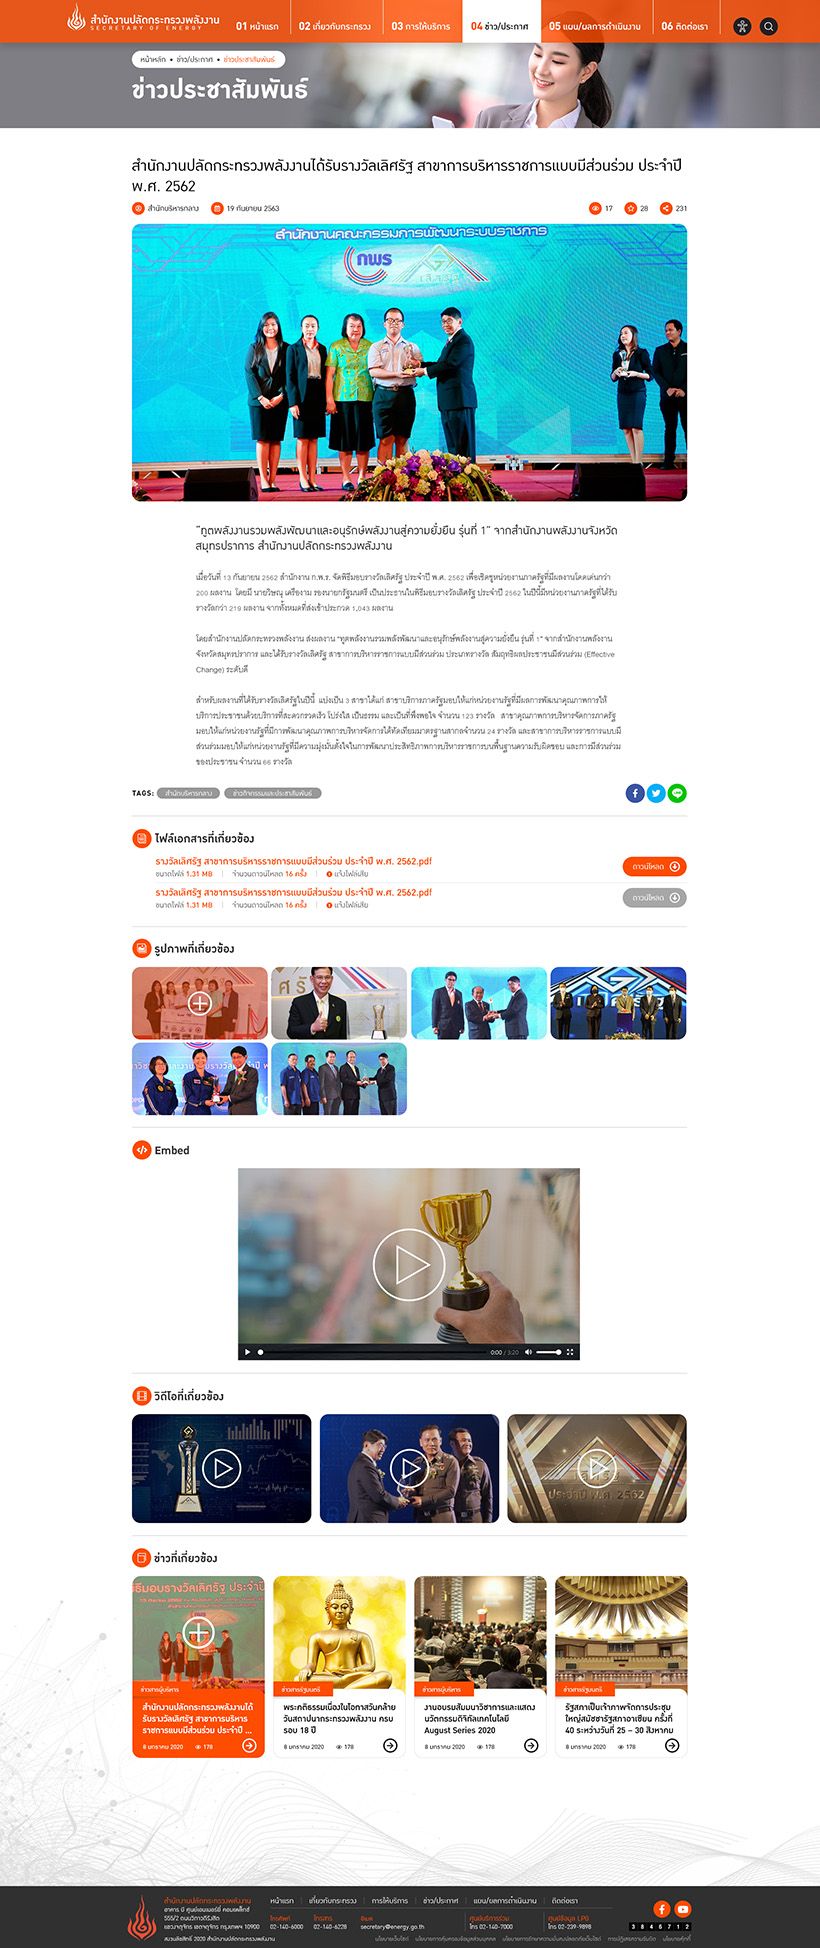 สำนักงานปลัดกระทรวงพลังงาน
SECRETARY OF ENERGY
01 หน้าแรก
02 เกี่ยวกับกระทรวง
03 การให้บริการ
04 ข่าว/ประกาศ
05 แผน/ผลการดำเนินงาน
06 ติดต่อเรา
หน้าหลัก • ข่าว/ประกาศ • ข่าวประชาสัมพันธ์
ข่าวประชาสัมพันธ์
สำนักงานปลัดกระทรวงพลังงานได้รับรางวัลเลิศรัฐ สาขาการบริหารราชการแบบมีส่วนร่วม ประจำปี
พ.ศ. 2562
สำนักบริหารกลาง
19 กันยายน 2563
17
28
231
สำนักงานคณะกรรมการพัฒนาระบบราชการ
กพร
เลิศรัฐ
"ทูตพลังงานรวมพลังพัฒนาและอนุรักษ์พลังงานสู่ความยั่งยืน รุ่นที่ 1" จากสำนักงานพลังงานจังหวัด
สมุทรปราการ สำนักงานปลัดกระทรวงพลังงาน
เมื่อวันที่ 13 กันยายน 2562 สำนักงาน ก.พ.ร. จัดพิธีมอบรางวัลเลิศรัฐ ประจำปี พ.ศ. 2562 เพื่อเชิดชูหน่วยงานภาครัฐที่มีผลงานโดดเด่นกว่า
200 ผลงาน โดยมี นายวิษณุ เครืองาม รองนายกรัฐมนตรี เป็นประธานในพิธีมอบรางวัลเลิศรัฐ ประจำปี 2562 ในปีนี้มีหน่วยงานภาครัฐที่ได้รับ
รางวัลกว่า 219 ผลงาน จากทั้งหมดที่ส่งเข้าประกวด 1,043 ผลงาน
โดยสำนักงานปลัดกระทรวงพลังงาน ส่งผลงาน "ทูตพลังงานรวมพลังพัฒนาและอนุรักษ์พลังงานสู่ความยั่งยืน รุ่นที่ 1" จากสำนักงานพลังงาน
จังหวัดสมุทรปราการ และได้รับรางวัลเลิศรัฐ สาขาการบริหารราชการแบบมีส่วนร่วม ประเภทรางวัล สัมฤทธิผลประชาชนมีส่วนร่วม (Effective
Change) ระดับดี
สำหรับผลงานที่ได้รับรางวัลเลิศรัฐในปีนี้ แบ่งเป็น 3 สาขาได้แก่ สาขาบริการภาครัฐมอบให้แก่หน่วยงานรัฐที่มีผลการพัฒนาคุณภาพการให้
บริการประชาชนด้วยบริการที่สะดวกรวดเร็ว โปร่งใส เป็นธรรม และเป็นที่พึงพอใจ จำนวน 123 รางวัล สาขาคุณภาพการบริหารจัดการภาครัฐ
มอบให้แก่หน่วยงานรัฐที่มีการพัฒนาคุณภาพการบริหารจัดการได้ทัดเทียมมาตรฐานสากลจำนวน 24 รางวัล และสาขาการบริหารราชการแบบมี
ส่วนร่วมมอบให้แก่หน่วยงานรัฐที่มีความมุ่งมั่นตั้งใจในการพัฒนาประสิทธิภาพการบริหารราชการบนพื้นฐานความรับผิดชอบ และการมีส่วนร่วม
ของประชาชน จำนวน 66 รางวัล
TAGS: สำนักบริหารกลาง ข่าวกิจกรรมและประชาสัมพันธ์
ไฟล์เอกสารที่เกี่ยวข้อง
รางวัลเลิศรัฐ สาขาการบริหารราชการแบบมีส่วนร่วม ประจำปี พ.ศ. 2562.pdf
ขนาดไฟล์ 1.31 MB | จำนวนดาวน์โหลด 16 ครั้ง | แจ้งไฟล์เสีย
ดาวน์โหลด
รางวัลเลิศรัฐ สาขาการบริหารราชการแบบมีส่วนร่วม ประจำปี พ.ศ. 2562.pdf
ขนาดไฟล์ 1.31 MB | จำนวนดาวน์โหลด 16 ครั้ง | แจ้งไฟล์เสีย
ดาวน์โหลด
รูปภาพที่เกี่ยวข้อง
Embed
0:00 / 3:20
วิดีโอที่เกี่ยวข้อง
เลิศรัฐ
ประจำปี พ.ศ. 2562
ข่าวที่เกี่ยวข้อง
ข่าวสารผู้บริหาร
สำนักงานปลัดกระทรวงพลังงานได้
รับรางวัลเลิศรัฐ สาขาการบริหาร
ราชการแบบมีส่วนร่วม ประจำปี ...
8 มกราคม 2020 178
ข่าวสารรัฐมนตรี
พระกติธรรมเนื่องในโอกาสวันคล้าย
วันสถาปนากระทรวงพลังงาน ครบ
รอบ 18 ปี
8 มกราคม 2020 178
ข่าวสารผู้บริหาร
งานอบรมสัมมนาวิชาการและแสดง
นวัตกรรมดิจิทัลเทคโนโลยี
August Series 2020
8 มกราคม 2020 178
ข่าวสารรัฐมนตรี
รัฐสภาเป็นเจ้าภาพจัดการประชุม
ใหญ่สมัชชารัฐสภาอาเซียน ครั้งที่
40 ระหว่างวันที่ 25 – 30 สิงหาคม
8 มกราคม 2020 178
สำนักงานปลัดกระทรวงพลังงาน
อาคาร บี ศูนย์เอนเนอร์ยี่ คอมเพล็กซ์
555/2 ถนนวิภาวดีรังสิต
แขวงจตุจักร เขตจตุจักร กรุงเทพฯ 10900
สงวนลิขสิทธิ์ 2020 สำนักงานปลัดกระทรวงพลังงาน
หน้าแรก | เกี่ยวกับกระทรวง | การให้บริการ | ข่าว/ประกาศ | แผน/ผลการดำเนินงาน | ติดต่อเรา
โทรศัพท์
02-140-6000
โทรสาร
02-140-6228
อีเมล
secretary@energy.go.th
ศูนย์บริการร่วม
โทร 02-140-7000
ศูนย์ข้อมูล LPG
โทร 02-239-9898
3 8 4 5 7 1 2
นโยบายเว็บไซต์ นโยบายการคุ้มครองข้อมูลส่วนบุคคล นโยบายการรักษาความมั่นคงปลอดภัยเว็บไซต์ การปฏิเสธความรับผิด นโยบายคุกกี้